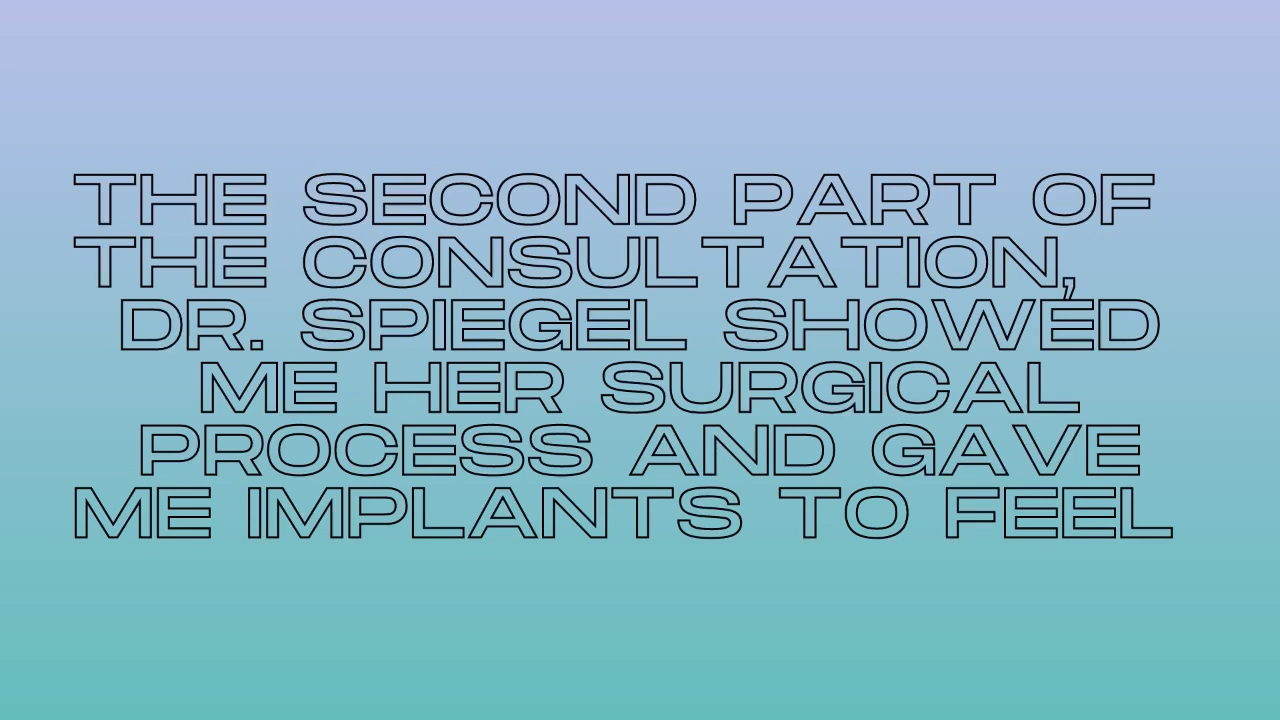 THE SECOND PART OF
THE CONSULTATION,
DR. SPIEGEL SHOWED
ME HER SURGICAL
PROCESS AND GAVE
ME IMPLANTS TO FEEL